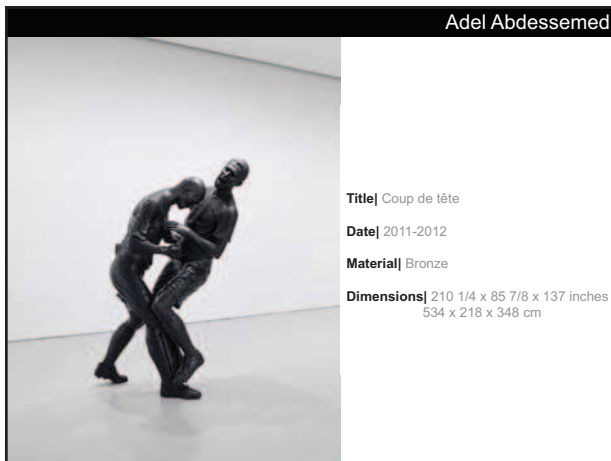 Adel Abdessemed
Title| Coup de tête
Date| 2011-2012
Material| Bronze
Dimensions| 210 1/4 x 85 7/8 x 137 inches
534 x 218 x 348 cm